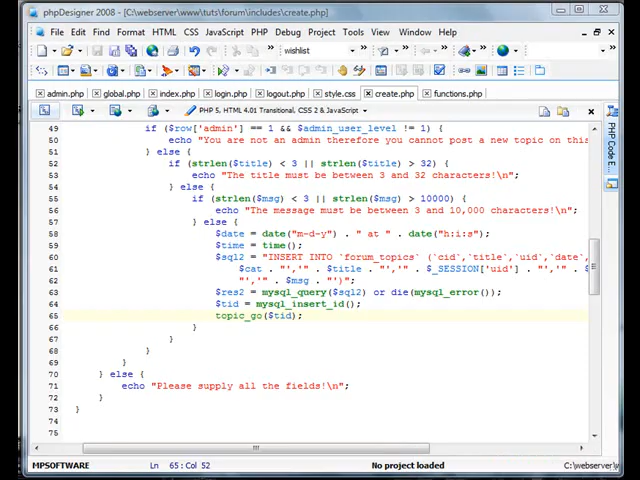 phpDesigner 2008 - [C:\webserver\www\tuts\forum\includes\create.php]
File Edit Find Format HTML CSS JavaScript PHP Debug Project Tools View Window Help
wishlist
admin.php global.php index.php login.php logout.php style.css create.php functions.php
PHP 5, HTML 4.01 Transitional, CSS 2 & JavaScript
49 if ($row['admin'] == 1 && $admin_user_level != 1) {
50 echo "You are not an admin therefore you cannot post a new topic on this
51 } else {
52 if (strlen($title) < 3 || strlen($title) > 32) {
53 echo "The title must be between 3 and 32 characters!\n";
54 } else {
55 if (strlen($msg) < 3 || strlen($msg) > 10000) {
56 echo "The message must be between 3 and 10,000 characters!\n";
57 } else {
58 $date = date("m-d-y") . " at " . date("h:i:s");
59 $time = time();
60 $sql2 = "INSERT INTO `forum_topics` (`cid`,`title`,`uid`,`date`,
61 $cat . "','" . $title . "','" . $_SESSION['uid'] . "','" . $
62 "','" . $msg . "')";
63 $res2 = mysql_query($sql2) or die(mysql_error());
64 $tid = mysql_insert_id();
65 topic_go($tid);
66 }
67 }
68 }
69 }
70 } else {
71 echo "Please supply all the fields!\n";
72 }
73 }
74
75
PHP Code E
MPSOFTWARE Ln 65 : Col 52 No project loaded C:\webserver\w